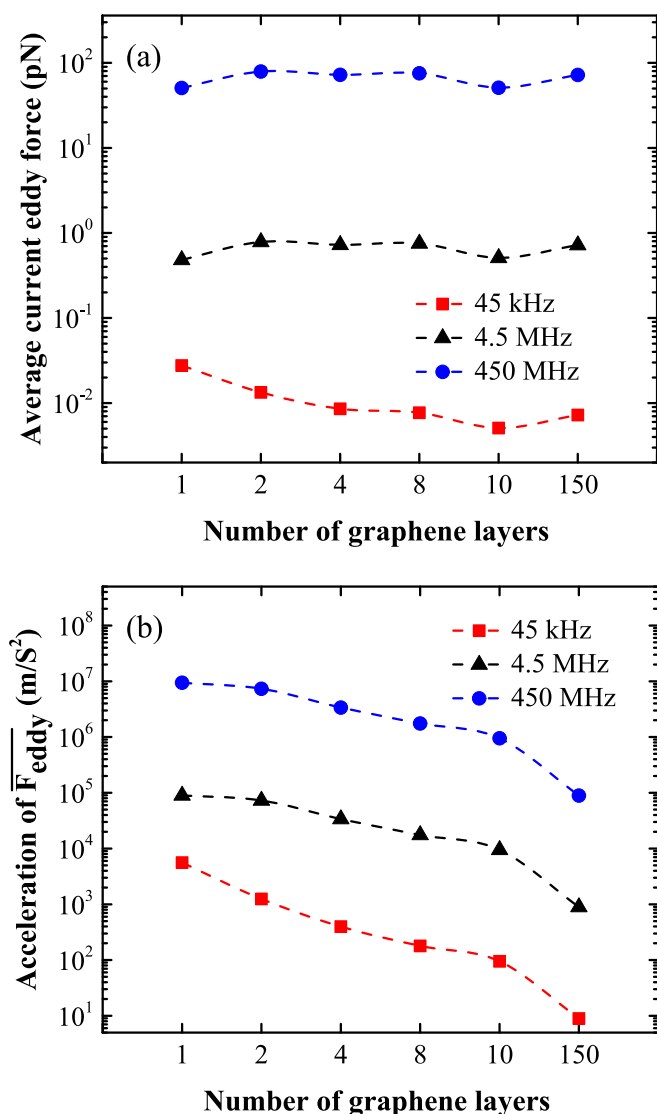 (a)
Average current eddy force (pN)
10²
10¹
10⁰
10⁻¹
10⁻²
45 kHz
4.5 MHz
450 MHz
1 2 4 8 10 150
Number of graphene layers
(b)
Acceleration of F̅eddy (m/S²)
10⁸
10⁷
10⁶
10⁵
10⁴
10³
10²
10¹
45 kHz
4.5 MHz
450 MHz
1 2 4 8 10 150
Number of graphene layers